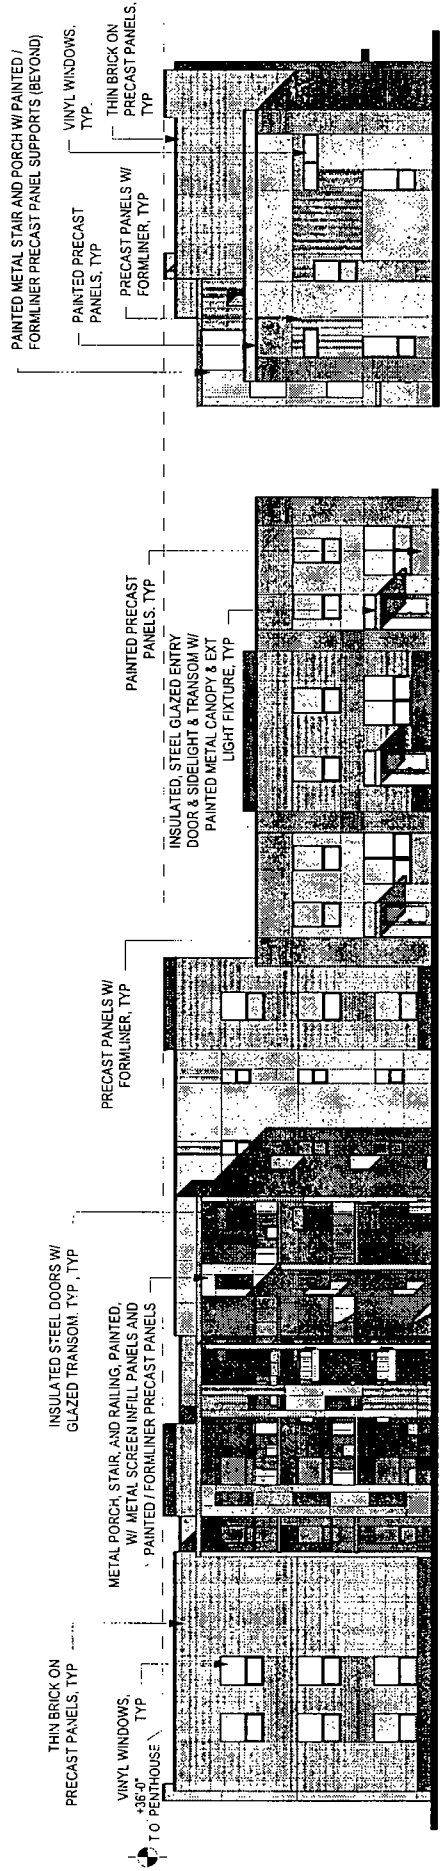 THIN BRICK ON
PRECAST PANELS, TYP
VINYL WINDOWS,
TYP
+36'-0"
TO PENTHOUSE
INSULATED STEEL DOORS W/
GLAZED TRANSOM, TYP, TYP
METAL PORCH, STAIR, AND RAILING, PAINTED,
W/ METAL SCREEN INFILL PANELS AND
PAINTED / FORMLINER PRECAST PANELS
PRECAST PANELS W/
FORMLINER, TYP
PAINTED PRECAST
PANELS, TYP
INSULATED, STEEL GLAZED ENTRY
DOOR & SIDELIGHT & TRANSOM W/
PAINTED METAL CANOPY & EXT
LIGHT FIXTURE, TYP
PAINTED METAL STAIR AND PORCH W/ PAINTED /
FORMLINER PRECAST PANEL SUPPORTS (BEYOND)
PAINTED PRECAST
PANELS, TYP
PRECAST PANELS W/
FORMLINER, TYP
VINYL WINDOWS,
TYP.
THIN BRICK ON
PRECAST PANELS,
TYP